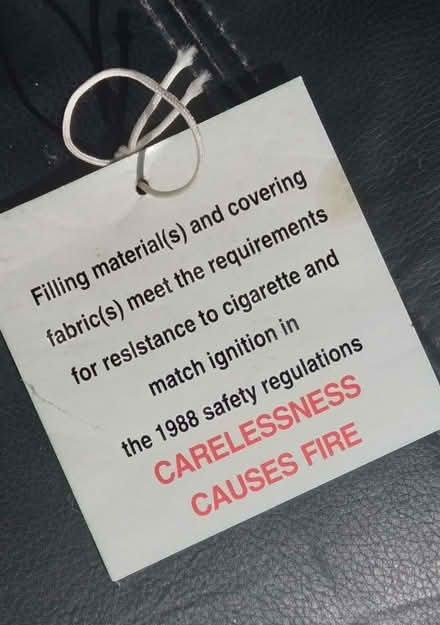 Filling material(s) and covering
fabric(s) meet the requirements
for resistance to cigarette and
match ignition in
the 1988 safety regulations
CARELESSNESS
CAUSES FIRE